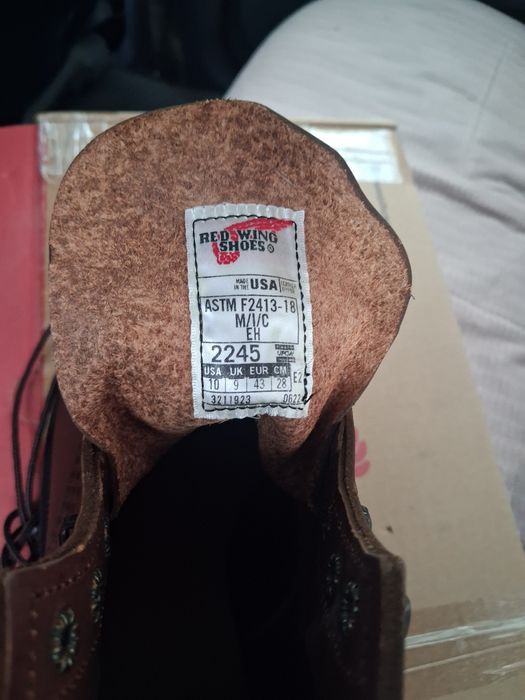 RED WING
SHOES®
MADE
IN THE USA
ASTM F2413-18
M/I/C
EH
2245
USA UK EUR CM
10 9 43 28 E2
3211923 0622